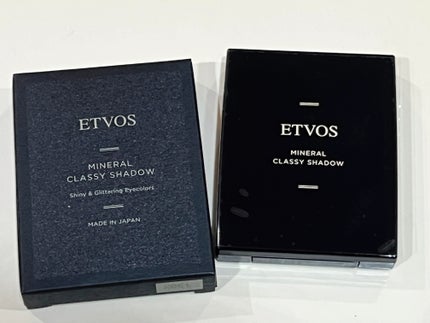 ETVOS
MINERAL
CLASSY SHADOW
Shiny & Glittering Eyecolors
MADE IN JAPAN
ETVOS
MINERAL
CLASSY SHADOW